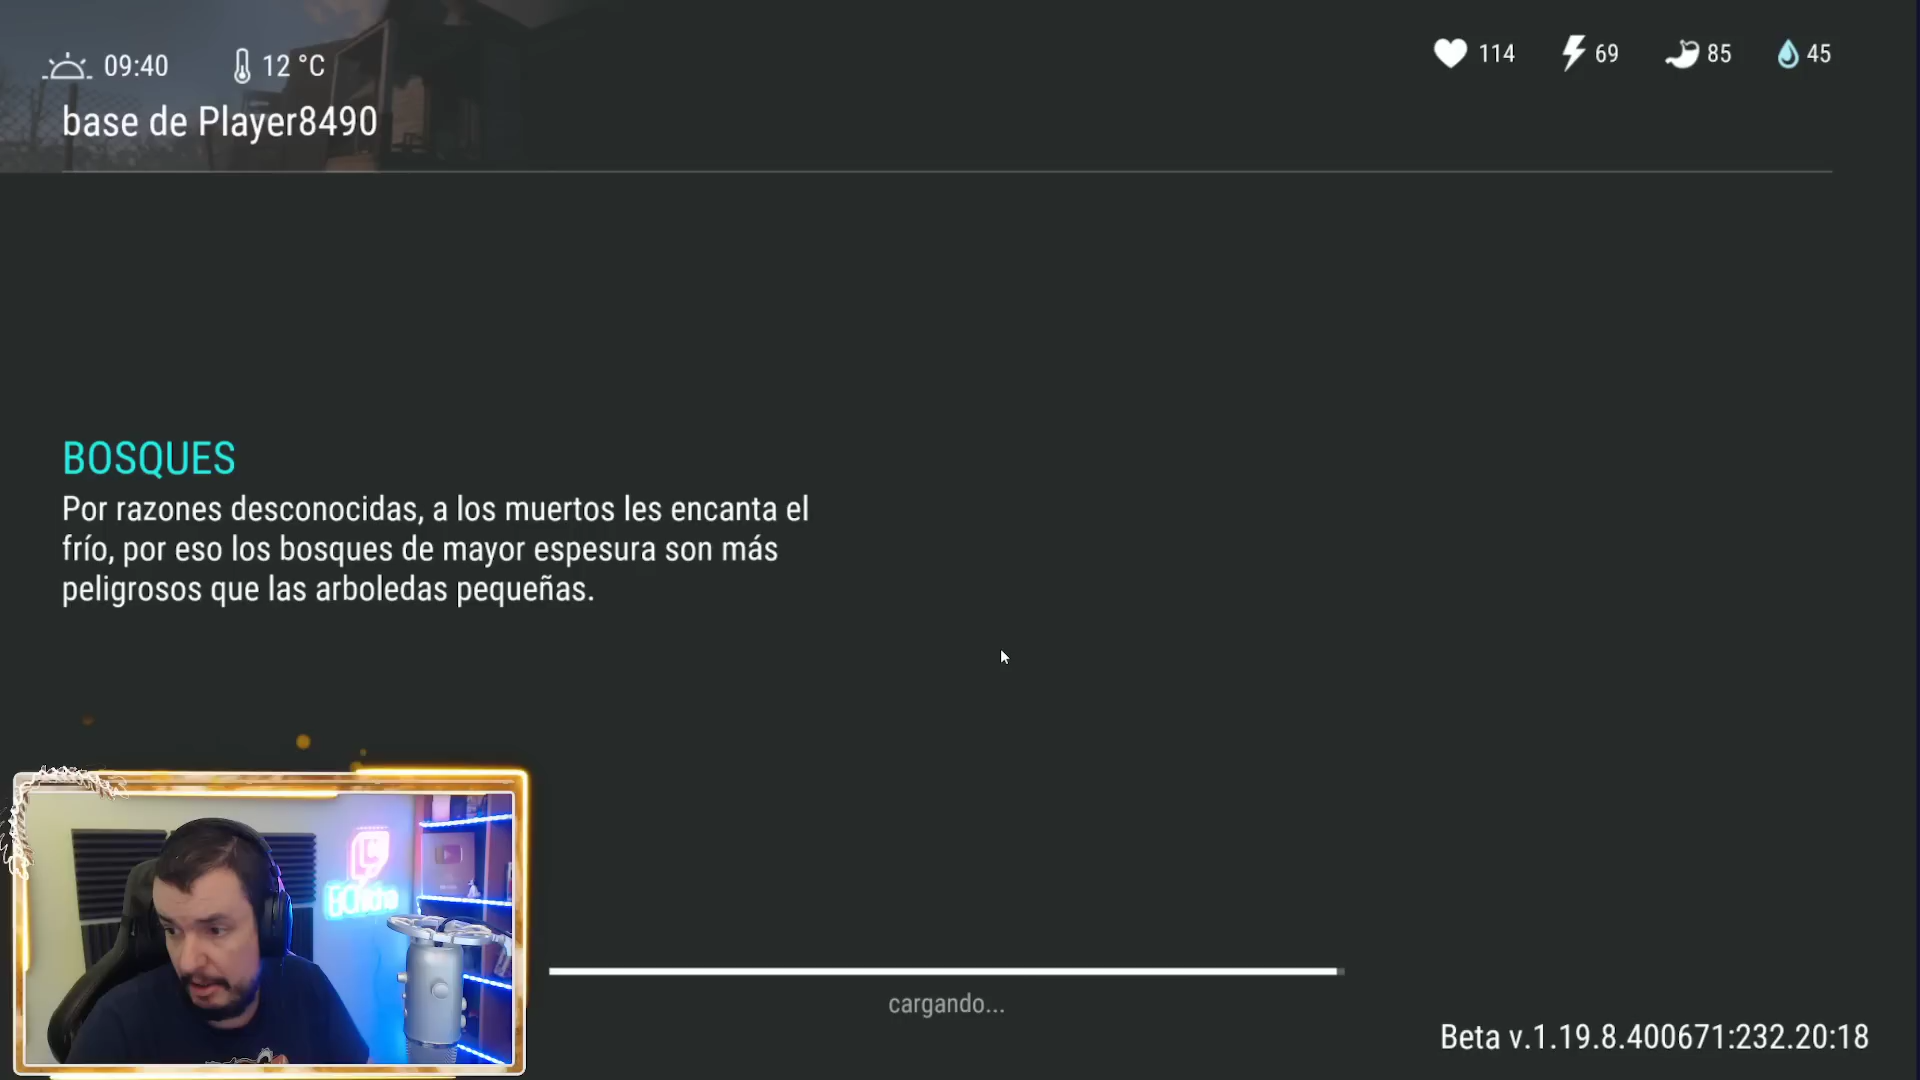 09:40
12 °C
114
69
85
45
base de Player8490
BOSQUES
Por razones desconocidas, a los muertos les encanta el
frío, por eso los bosques de mayor espesura son más
peligrosos que las arboledas pequeñas.
cargando...
Beta v.1.19.8.400671:232.20:18